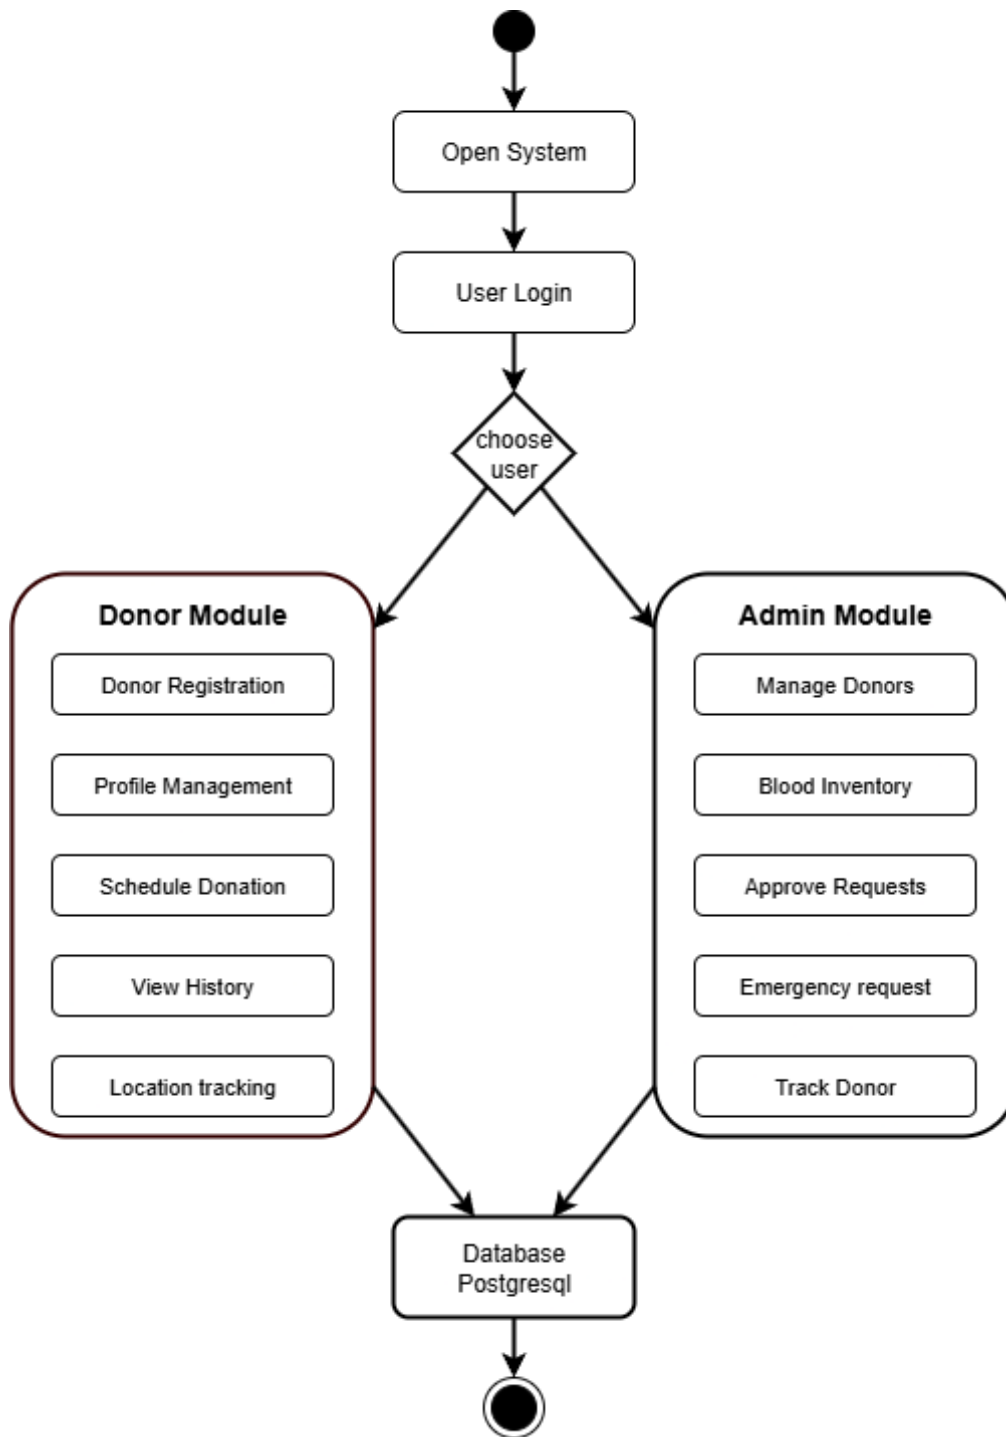 Open System
User Login
choose
user
Donor Module
Donor Registration
Profile Management
Schedule Donation
View History
Location tracking
Admin Module
Manage Donors
Blood Inventory
Approve Requests
Emergency request
Track Donor
Database
Postgresql